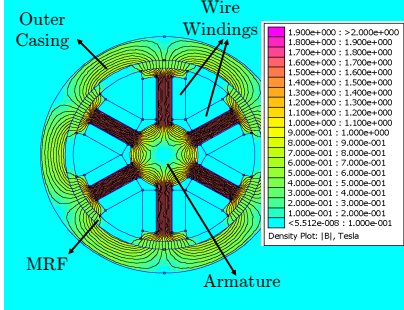 Outer
Casing
Wire
Windings
1.900e+000 : >2.000e+000
1.800e+000 : 1.900e+000
1.700e+000 : 1.800e+000
1.600e+000 : 1.700e+000
1.500e+000 : 1.600e+000
1.400e+000 : 1.500e+000
1.300e+000 : 1.400e+000
1.200e+000 : 1.300e+000
1.100e+000 : 1.200e+000
1.000e+000 : 1.100e+000
9.000e-001 : 1.000e+000
8.000e-001 : 9.000e-001
7.000e-001 : 8.000e-001
6.000e-001 : 7.000e-001
5.000e-001 : 6.000e-001
4.000e-001 : 5.000e-001
3.000e-001 : 4.000e-001
2.000e-001 : 3.000e-001
1.000e-001 : 2.000e-001
<5.512e-008 : 1.000e-001
Density Plot: |B|, Tesla
MRF
Armature